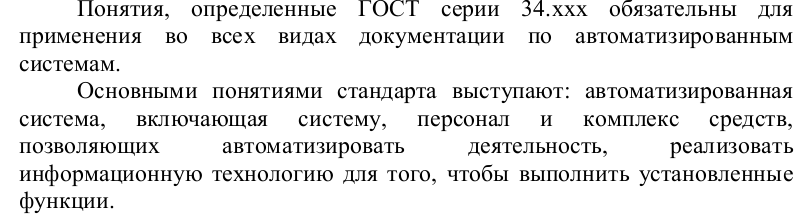 Понятия, определенные ГОСТ серии 34.ххх обязательны для
применения во всех видах документации по автоматизированным
системам.
Основными понятиями стандарта выступают: автоматизированная
система, включающая систему, персонал и комплекс средств,
позволяющих автоматизировать деятельность, реализовать
информационную технологию для того, чтобы выполнить установленные
функции.